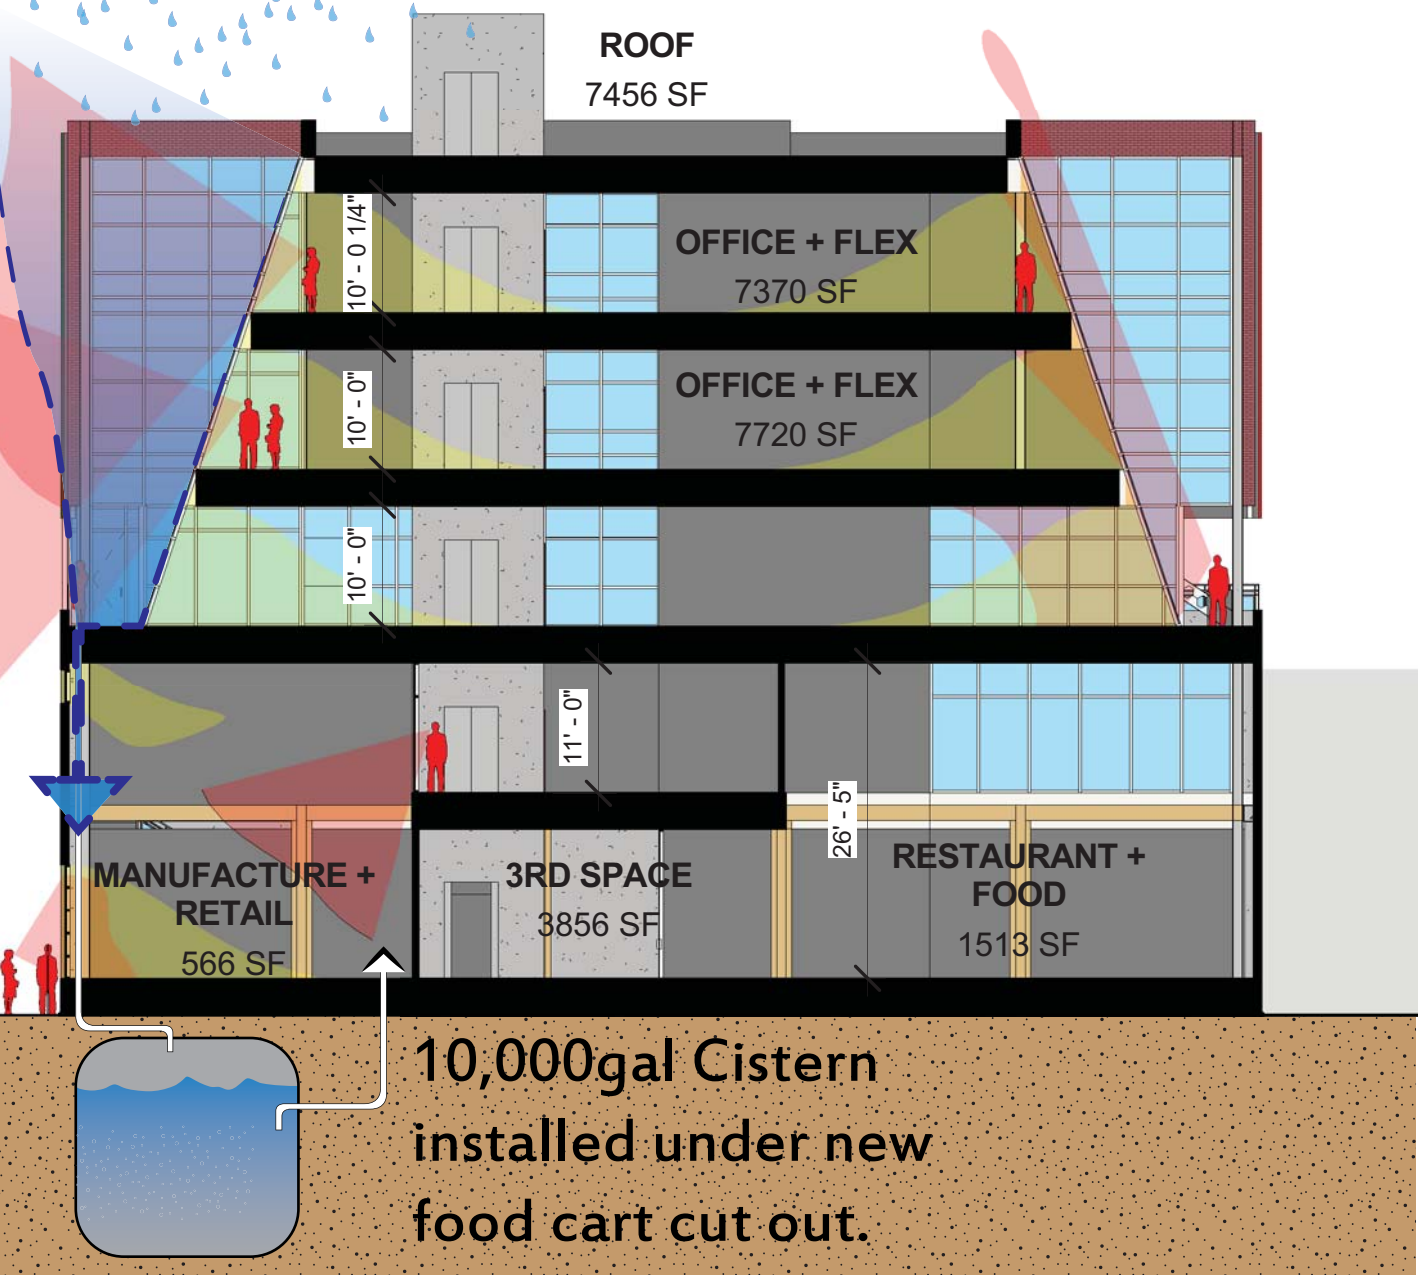 ROOF
7456 SF
10' - 0 1/4"
OFFICE + FLEX
7370 SF
10' - 0"
OFFICE + FLEX
7720 SF
10' - 0"
11' - 0"
26' - 5"
MANUFACTURE +
RETAIL
566 SF
3RD SPACE
3856 SF
RESTAURANT +
FOOD
1513 SF
10,000gal Cistern
installed under new
food cart cut out.